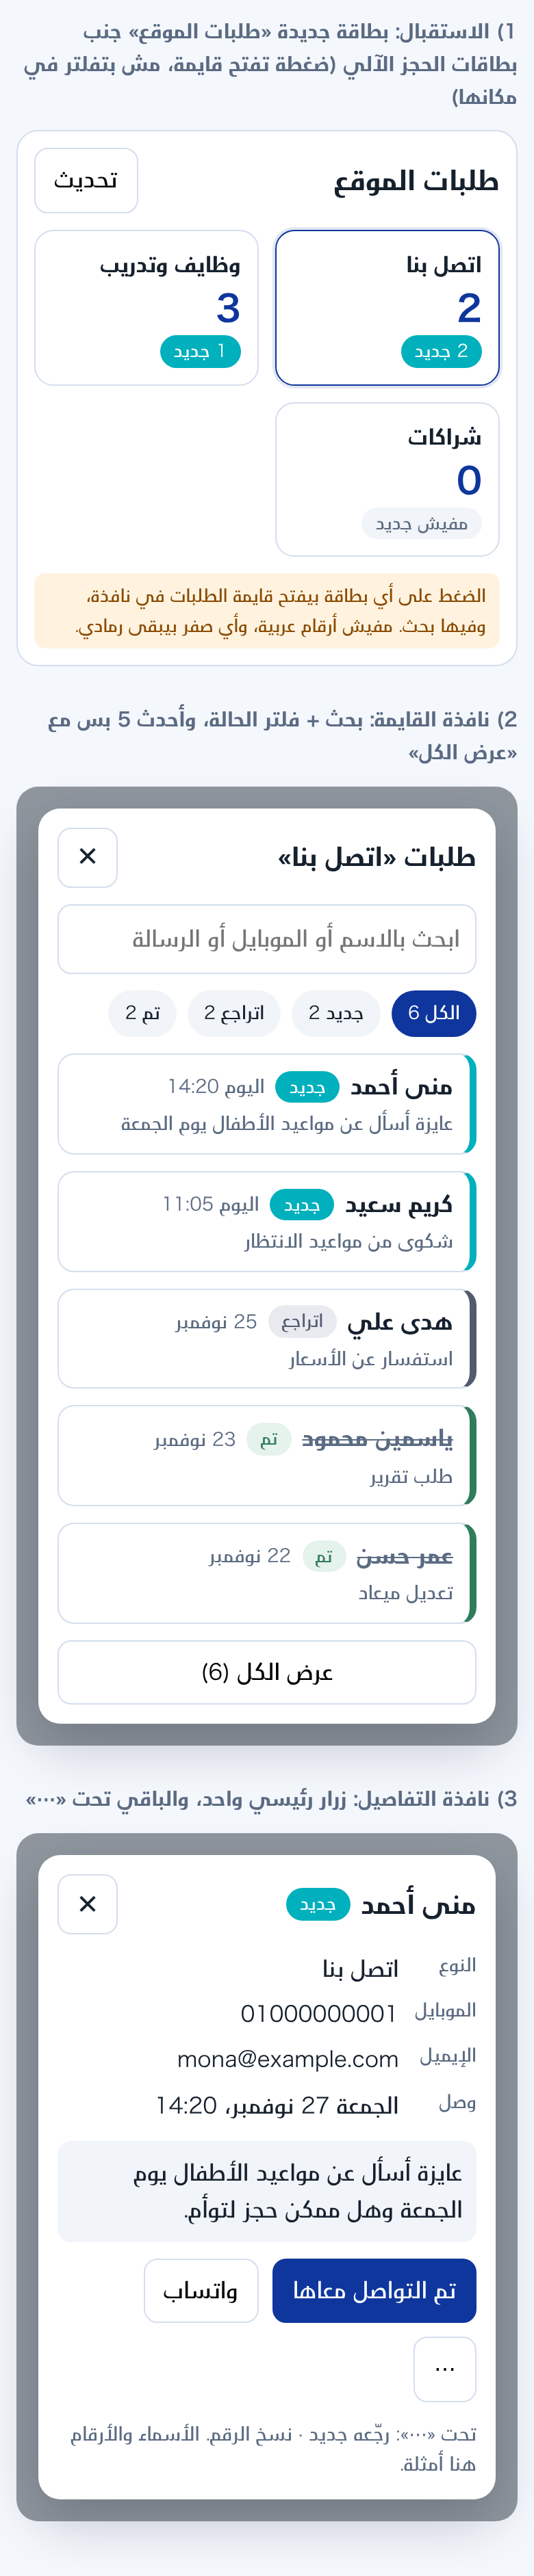 1) الاستقبال: بطاقة جديدة «طلبات الموقع» جنب
بطاقات الحجز الآلي (ضغطة تفتح قايمة، مش بتفلتر في
مكانها)
طلبات الموقع
تحديث
اتصل بنا
2
2 جديد
وظايف وتدريب
3
1 جديد
شراكات
0
مفيش جديد
الضغط على أي بطاقة بيفتح قايمة الطلبات في نافذة،
وفيها بحث. مفيش أرقام عربية، وأي صفر بيبقى رمادي.
2) نافذة القايمة: بحث + فلتر الحالة، وأحدث 5 بس مع
«عرض الكل»
طلبات «اتصل بنا»
✕
ابحث بالاسم أو الموبايل أو الرسالة
الكل 6
جديد 2
اتراجع 2
تم 2
منى أحمد جديد اليوم 14:20
عايزة أسأل عن مواعيد الأطفال يوم الجمعة
كريم سعيد جديد اليوم 11:05
شكوى من مواعيد الانتظار
هدى علي اتراجع 25 نوفمبر
استفسار عن الأسعار
ياسمين محمود تم 23 نوفمبر
طلب تقرير
عمر حسن تم 22 نوفمبر
تعديل ميعاد
عرض الكل (6)
3) نافذة التفاصيل: زرار رئيسي واحد، والباقي تحت «⋯»
منى أحمد جديد
✕
النوع اتصل بنا
الموبايل 01000000001
الإيميل mona@example.com
وصل الجمعة 27 نوفمبر، 14:20
عايزة أسأل عن مواعيد الأطفال يوم
الجمعة وهل ممكن حجز لتوأم.
تم التواصل معاها
واتساب
⋯
تحت «⋯»: رجّعه جديد · نسخ الرقم. الأسماء والأرقام
هنا أمثلة.